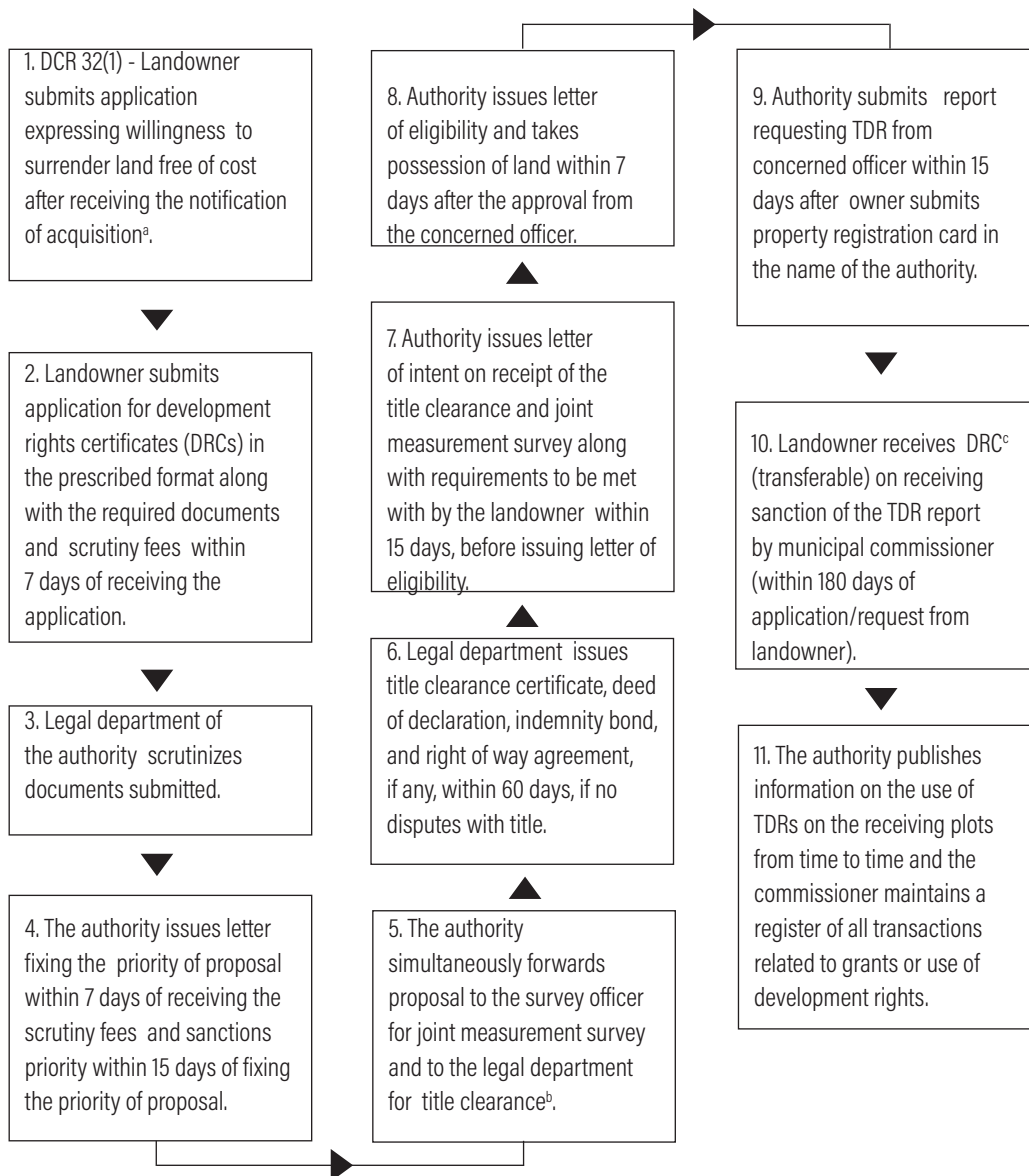 1. DCR 32(1) - Landowner
submits application
expressing willingness to
surrender land free of cost
after receiving the notification
of acquisitionᵃ.
2. Landowner submits
application for development
rights certificates (DRCs) in
the prescribed format along
with the required documents
and scrutiny fees within
7 days of receiving the
application.
3. Legal department of
the authority scrutinizes
documents submitted.
4. The authority issues letter
fixing the priority of proposal
within 7 days of receiving the
scrutiny fees and sanctions
priority within 15 days of fixing
the priority of proposal.
5. The authority
simultaneously forwards
proposal to the survey officer
for joint measurement survey
and to the legal department
for title clearanceᵇ.
6. Legal department issues
title clearance certificate, deed
of declaration, indemnity bond,
and right of way agreement,
if any, within 60 days, if no
disputes with title.
7. Authority issues letter
of intent on receipt of the
title clearance and joint
measurement survey along
with requirements to be met
with by the landowner within
15 days, before issuing letter of
eligibility.
8. Authority issues letter
of eligibility and takes
possession of land within 7
days after the approval from
the concerned officer.
9. Authority submits report
requesting TDR from
concerned officer within 15
days after owner submits
property registration card in
the name of the authority.
10. Landowner receives DRCᶜ
(transferable) on receiving
sanction of the TDR report
by municipal commissioner
(within 180 days of
application/request from
landowner).
11. The authority publishes
information on the use of
TDRs on the receiving plots
from time to time and the
commissioner maintains a
register of all transactions
related to grants or use of
development rights.